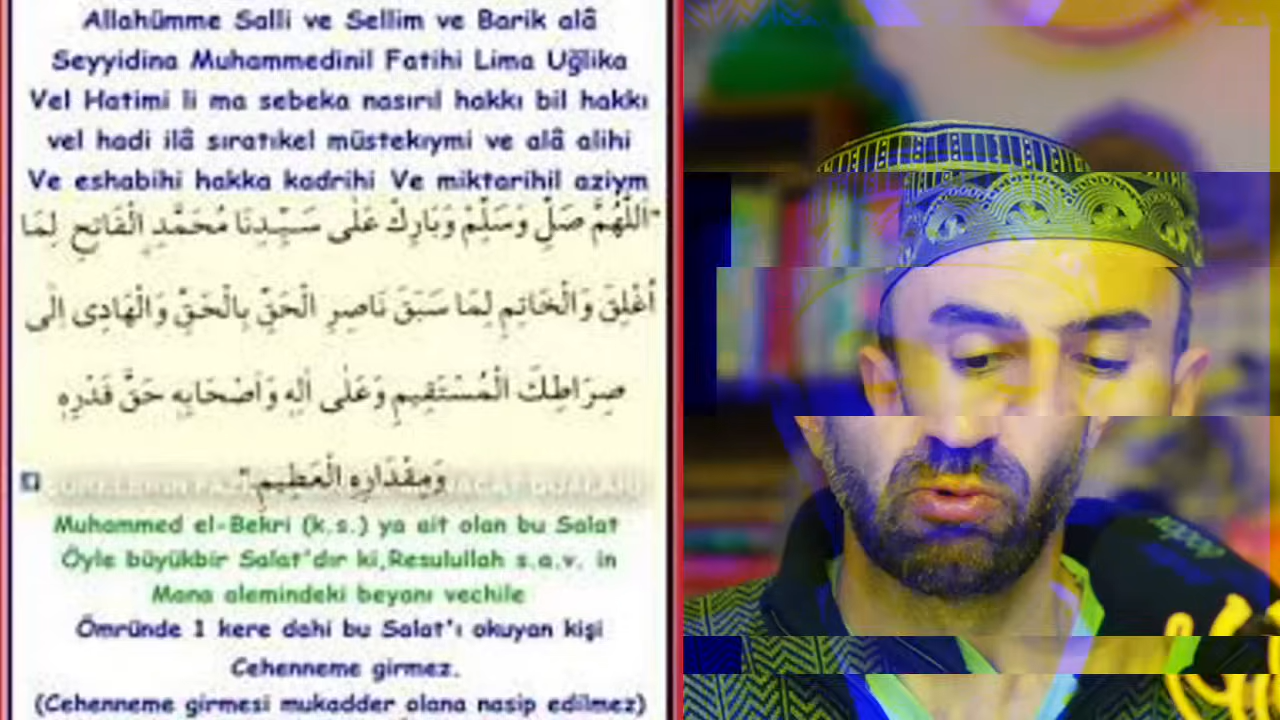 Allahümme Salli ve Sellim ve Barik alâ
Seyyidina Muhammedinil Fatihi Lima Uğlika
Vel Hatimi li ma sebeka nasırıl hakkı bil hakkı
vel hadi ilâ sıratıkel müstekıymi ve alâ alihi
Ve eshabihi hakka kadrihi Ve miktarihil aziym
"اَللّٰهُمَّ صَلِّ وَسَلِّمْ وَبَارِكْ عَلٰى سَيِّدِنَا مُحَمَّدٍ الْفَاتِحِ لِمَا
أُغْلِقَ وَالْخَاتِمِ لِمَا سَبَقَ نَاصِرِ الْحَقِّ بِالْحَقِّ وَالْهَادِى اِلٰى
صِرَاطِكَ الْمُسْتَقِيمِ وَعَلٰى اٰلِهِ وَاَصْحَابِهِ حَقَّ قَدْرِهِ
وَمِقْدَارِهِ الْعَظِيمِ"
Muhammed el-Bekri (k.s.) ya ait olan bu Salat
Öyle büyükbir Salat'dır ki,Resulullah s.a.v. in
Mana alemindeki beyanı vechile
Ömründe 1 kere dahi bu Salat'ı okuyan kişi
Cehenneme girmez.
(Cehenneme girmesi mukadder olana nasip edilmez)